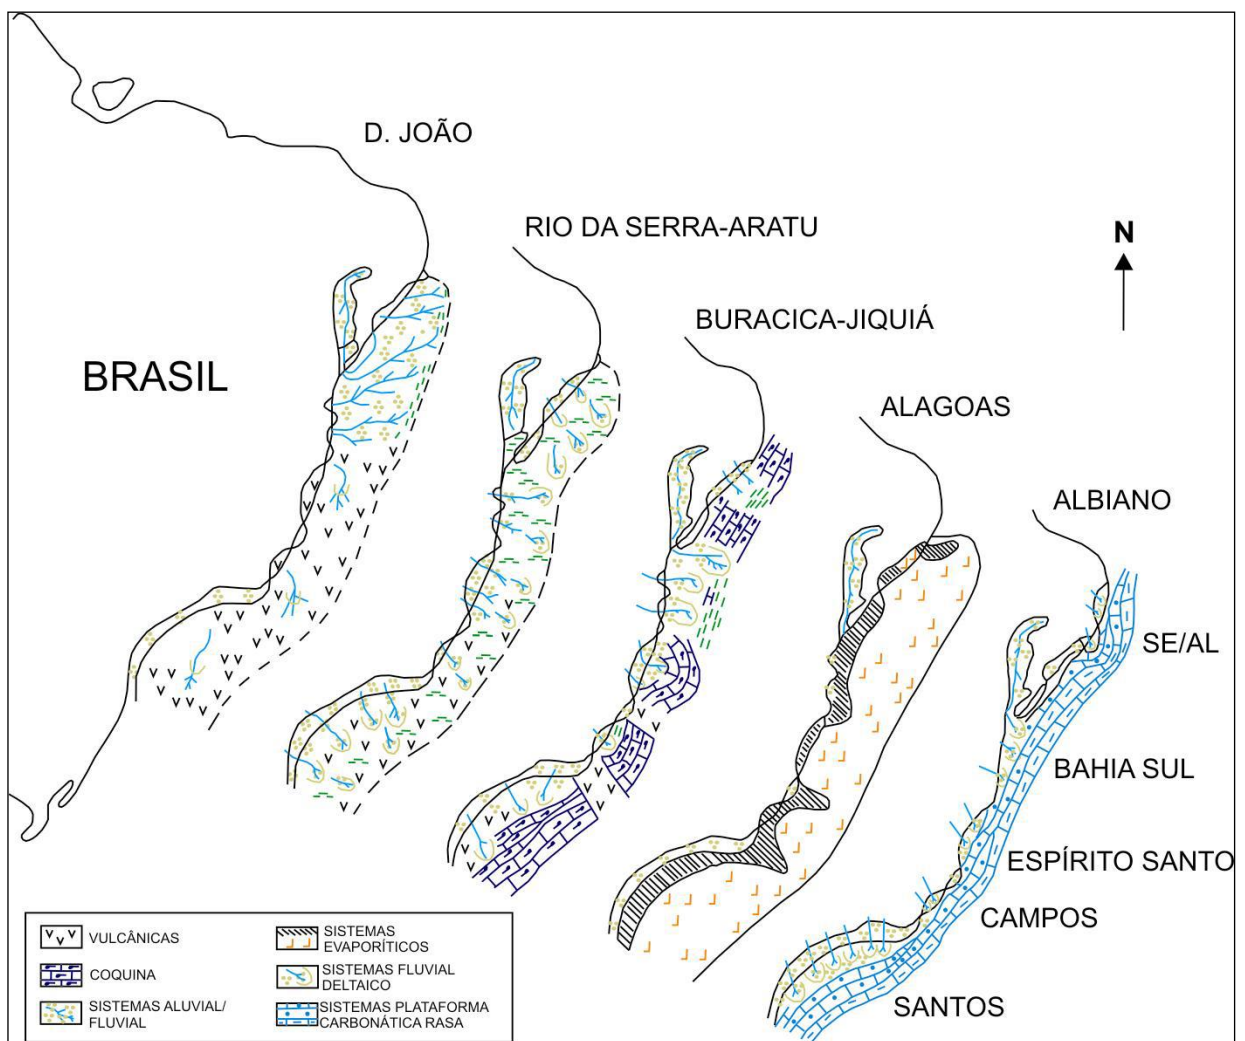 D. JOÃO
RIO DA SERRA-ARATU
N
BURACICA-JIQUIÁ
BRASIL
ALAGOAS
ALBIANO
SE/AL
BAHIA SUL
ESPÍRITO SANTO
CAMPOS
SANTOS
VULCÂNICAS
COQUINA
SISTEMAS ALUVIAL/
FLUVIAL
SISTEMAS
EVAPORÍTICOS
SISTEMAS FLUVIAL
DELTAICO
SISTEMAS PLATAFORMA
CARBONÁTICA RASA